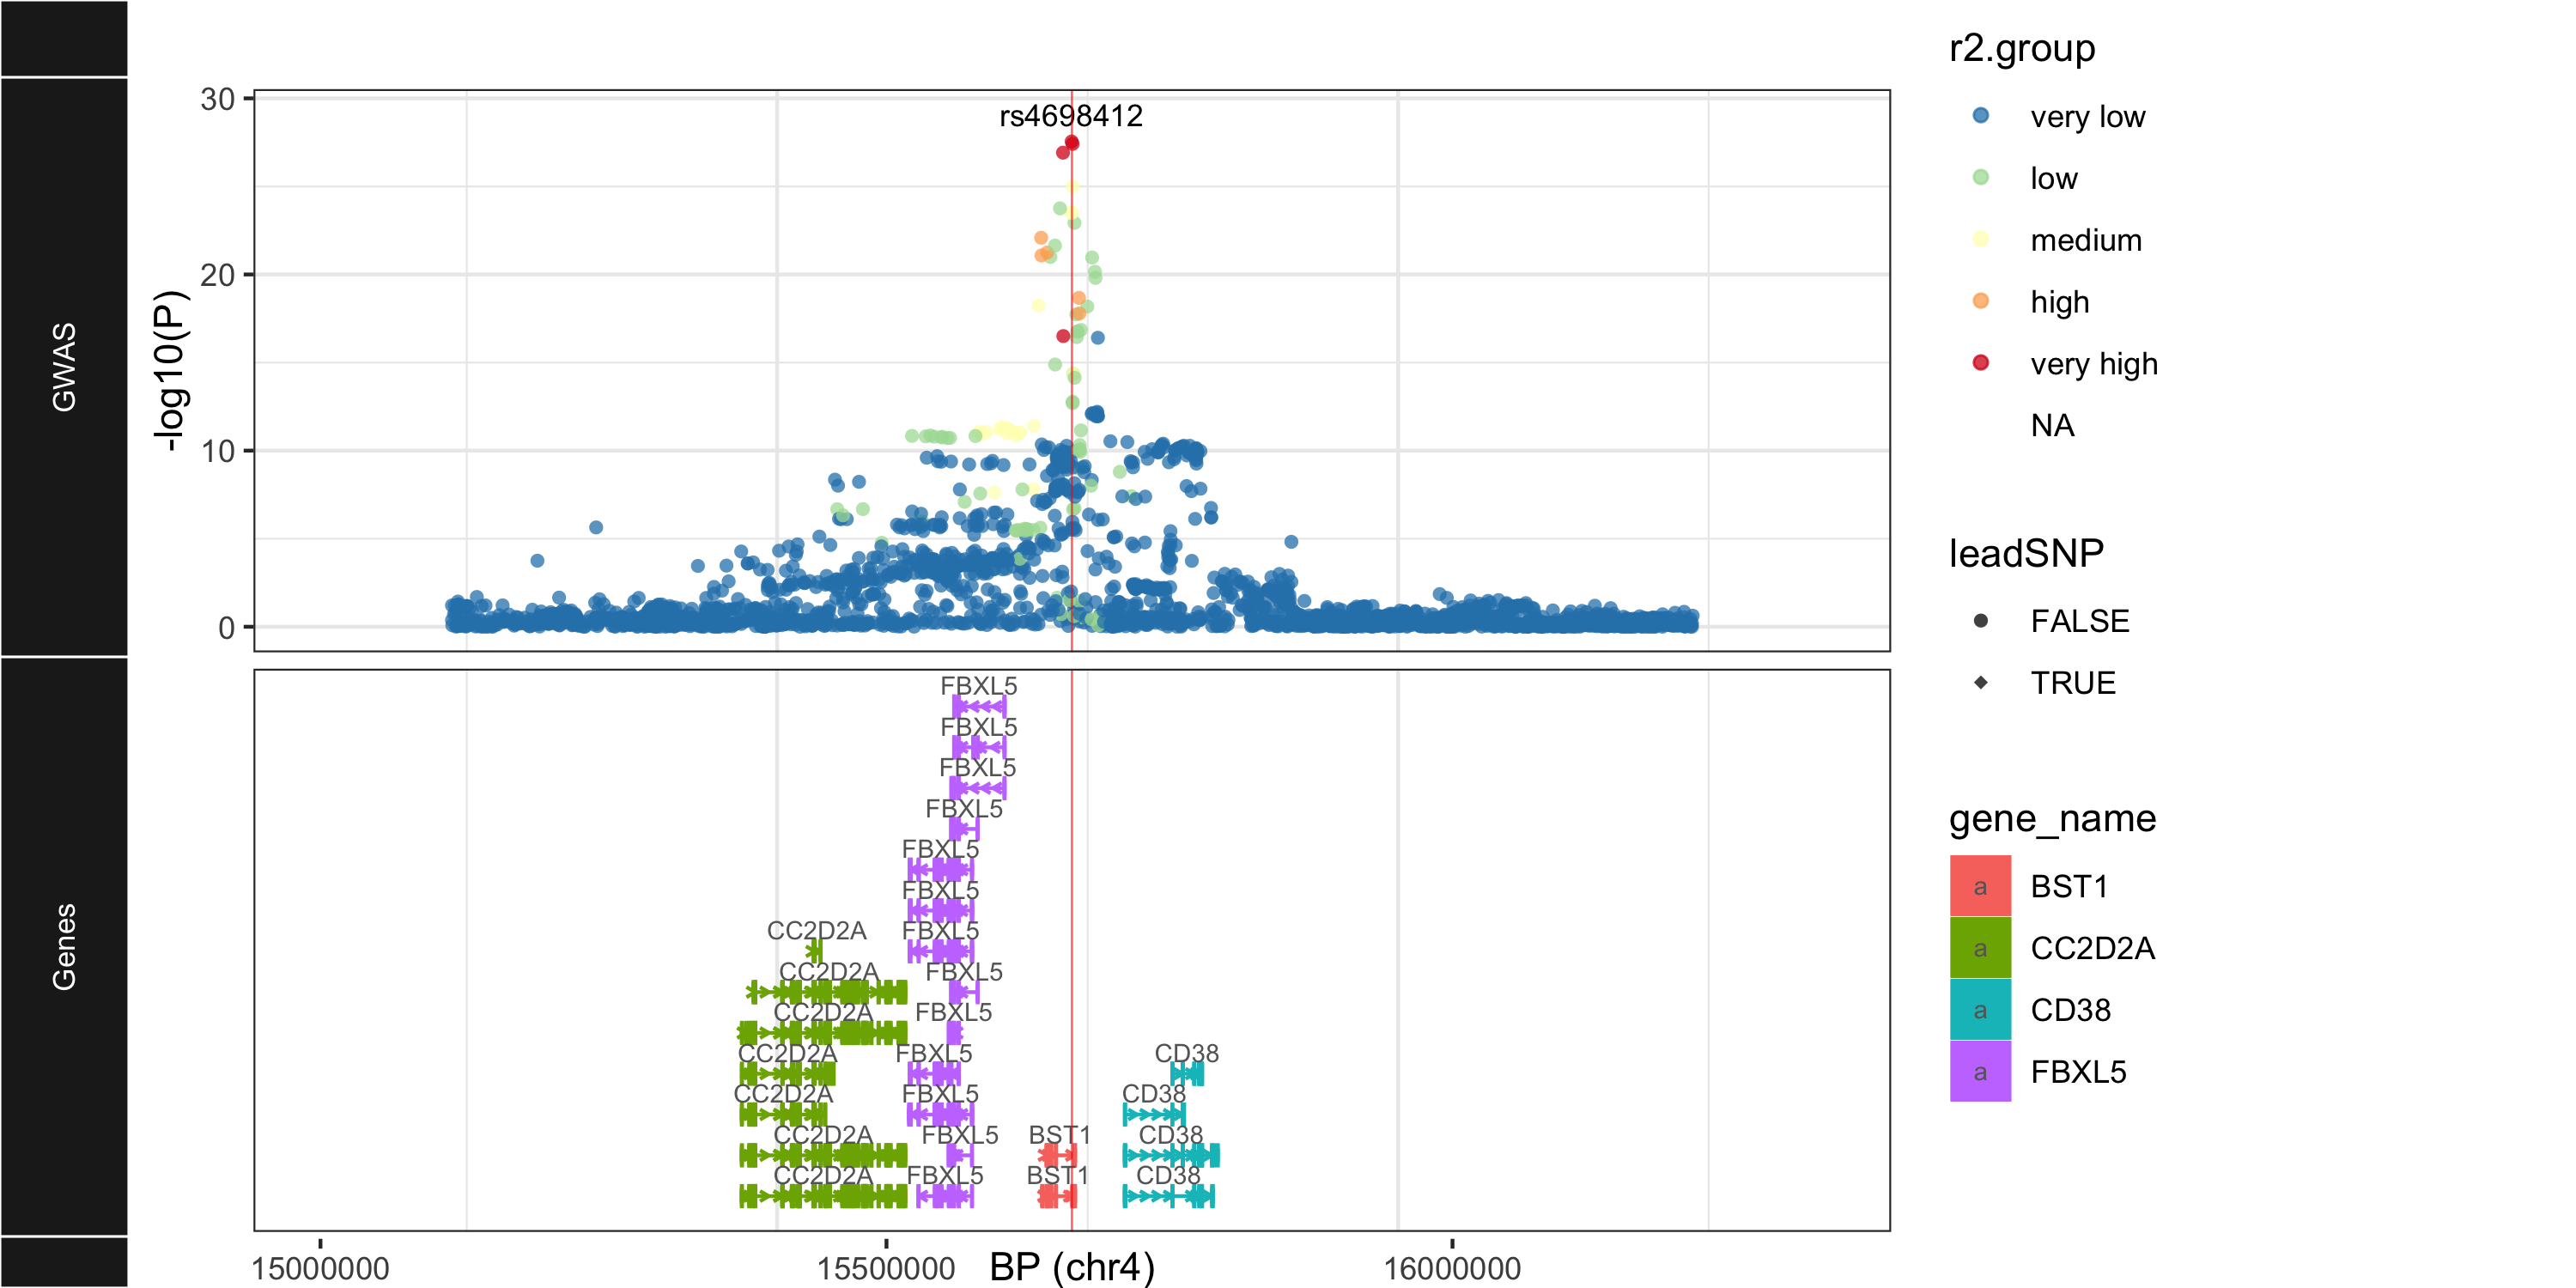 GWAS
-log10(P)
30
20
10
0
rs4698412
Genes
FBXL5
FBXL5
FBXL5
FBXL5
FBXL5
FBXL5
CC2D2A FBXL5
CC2D2A FBXL5
CC2D2A FBXL5
CC2D2A FBXL5 CD38
CC2D2A FBXL5 CD38
CC2D2A FBXL5 BST1 CD38
CC2D2A FBXL5 BST1 CD38
15000000 15500000 16000000
BP (chr4)
r2.group
very low
low
medium
high
very high
NA
leadSNP
FALSE
TRUE
gene_name
a BST1
a CC2D2A
a CD38
a FBXL5